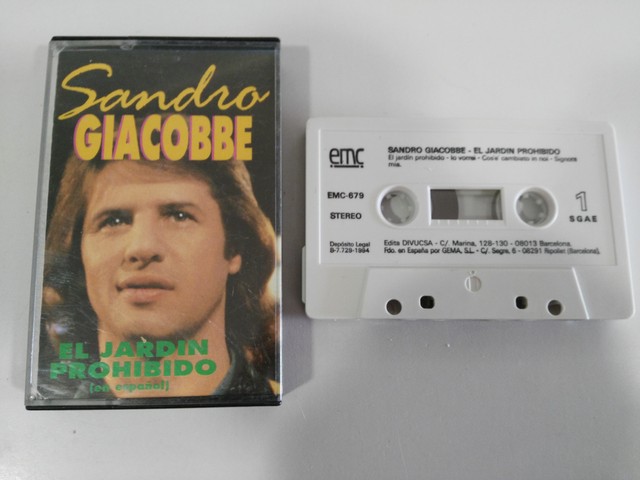 Sandro
GIACOBBE
EL JARDIN
PROHIBIDO
(en español)
emc
SANDRO GIACOBBE - EL JARDIN PROHIBIDO
El jardín prohibido - Io vorrei - Cosa è cambiato in noi - Signora
mia.
EMC-679
STEREO
1
SGAE
Depósito Legal
B-7.729-1994
Edita DIVUCSA - C/. Marina, 128-130 - 08013 Barcelona.
Fdo. en España por GEMA, S.L. - C/. Segre, 6 - 08291 Ripollet (Barcelona).